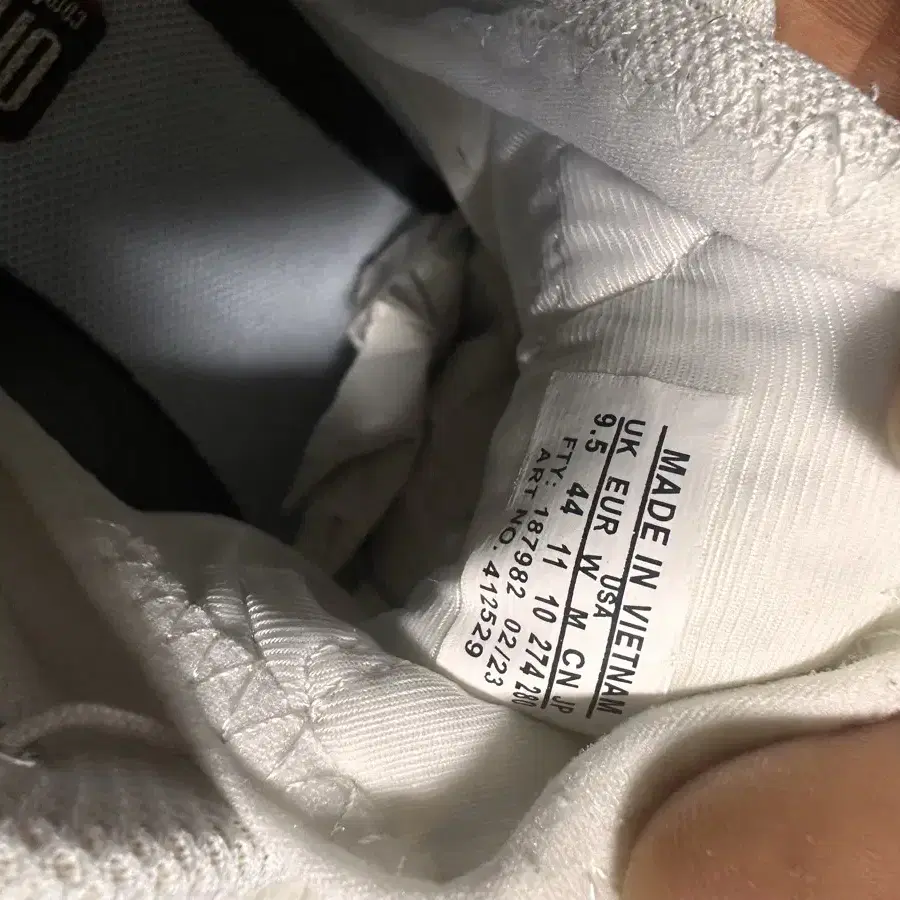 MADE IN VIETNAM
USA
UK EUR W M CN JP
9.5 44 11 10 274 280
FTY: 187982 02/23
ART NO. 412529